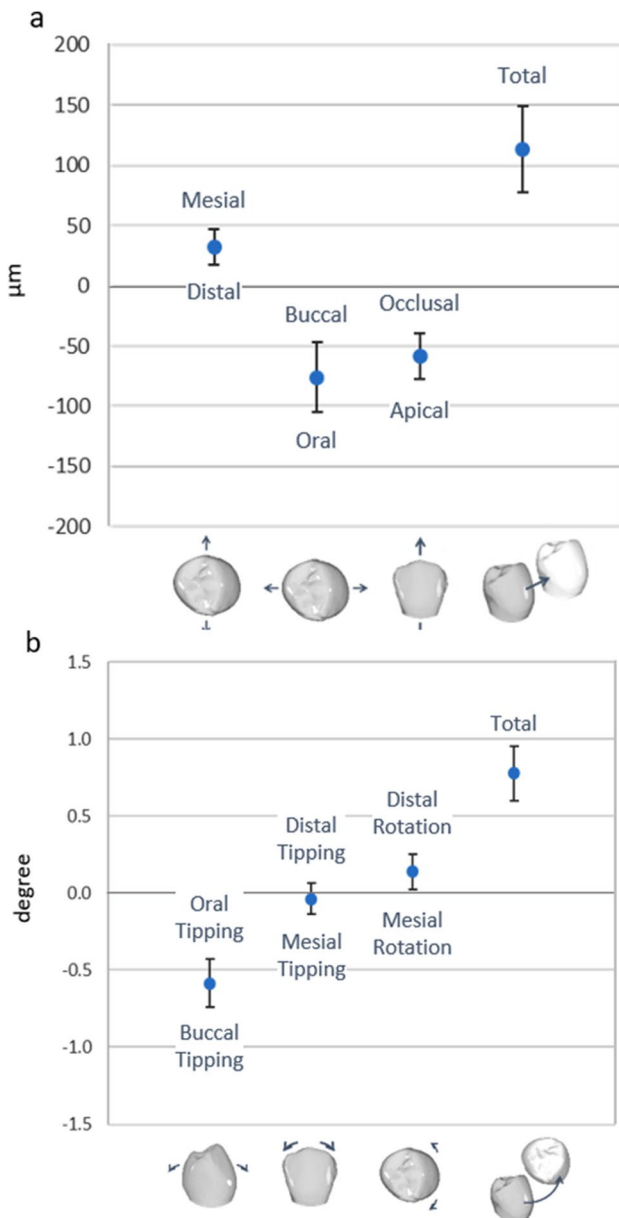 a
200
150
100
50
0
-50
-100
-150
-200
µm
Total
Mesial
Distal
Buccal
Occlusal
Oral
Apical
b
1.5
1.0
0.5
0.0
-0.5
-1.0
-1.5
degree
Total
Distal
Tipping
Distal
Rotation
Oral
Tipping
Mesial
Tipping
Mesial
Rotation
Buccal
Tipping